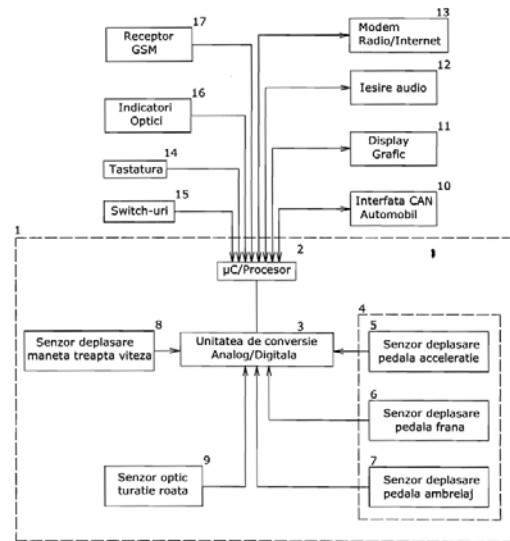 17
Receptor
GSM
13
Modem
Radio/Internet
16
Indicatori
Optici
12
Iesire audio
14
Tastatura
11
Display
Grafic
15
Switch-uri
10
Interfata CAN
Automobil
1
2
µC/Procesor
8
Senzor deplasare
maneta treapta viteza
3
Unitatea de conversie
Analog/Digitala
4
5
Senzor deplasare
pedala acceleratie
6
Senzor deplasare
pedala frana
9
Senzor optic
turatie roata
7
Senzor deplasare
pedala ambreiaj